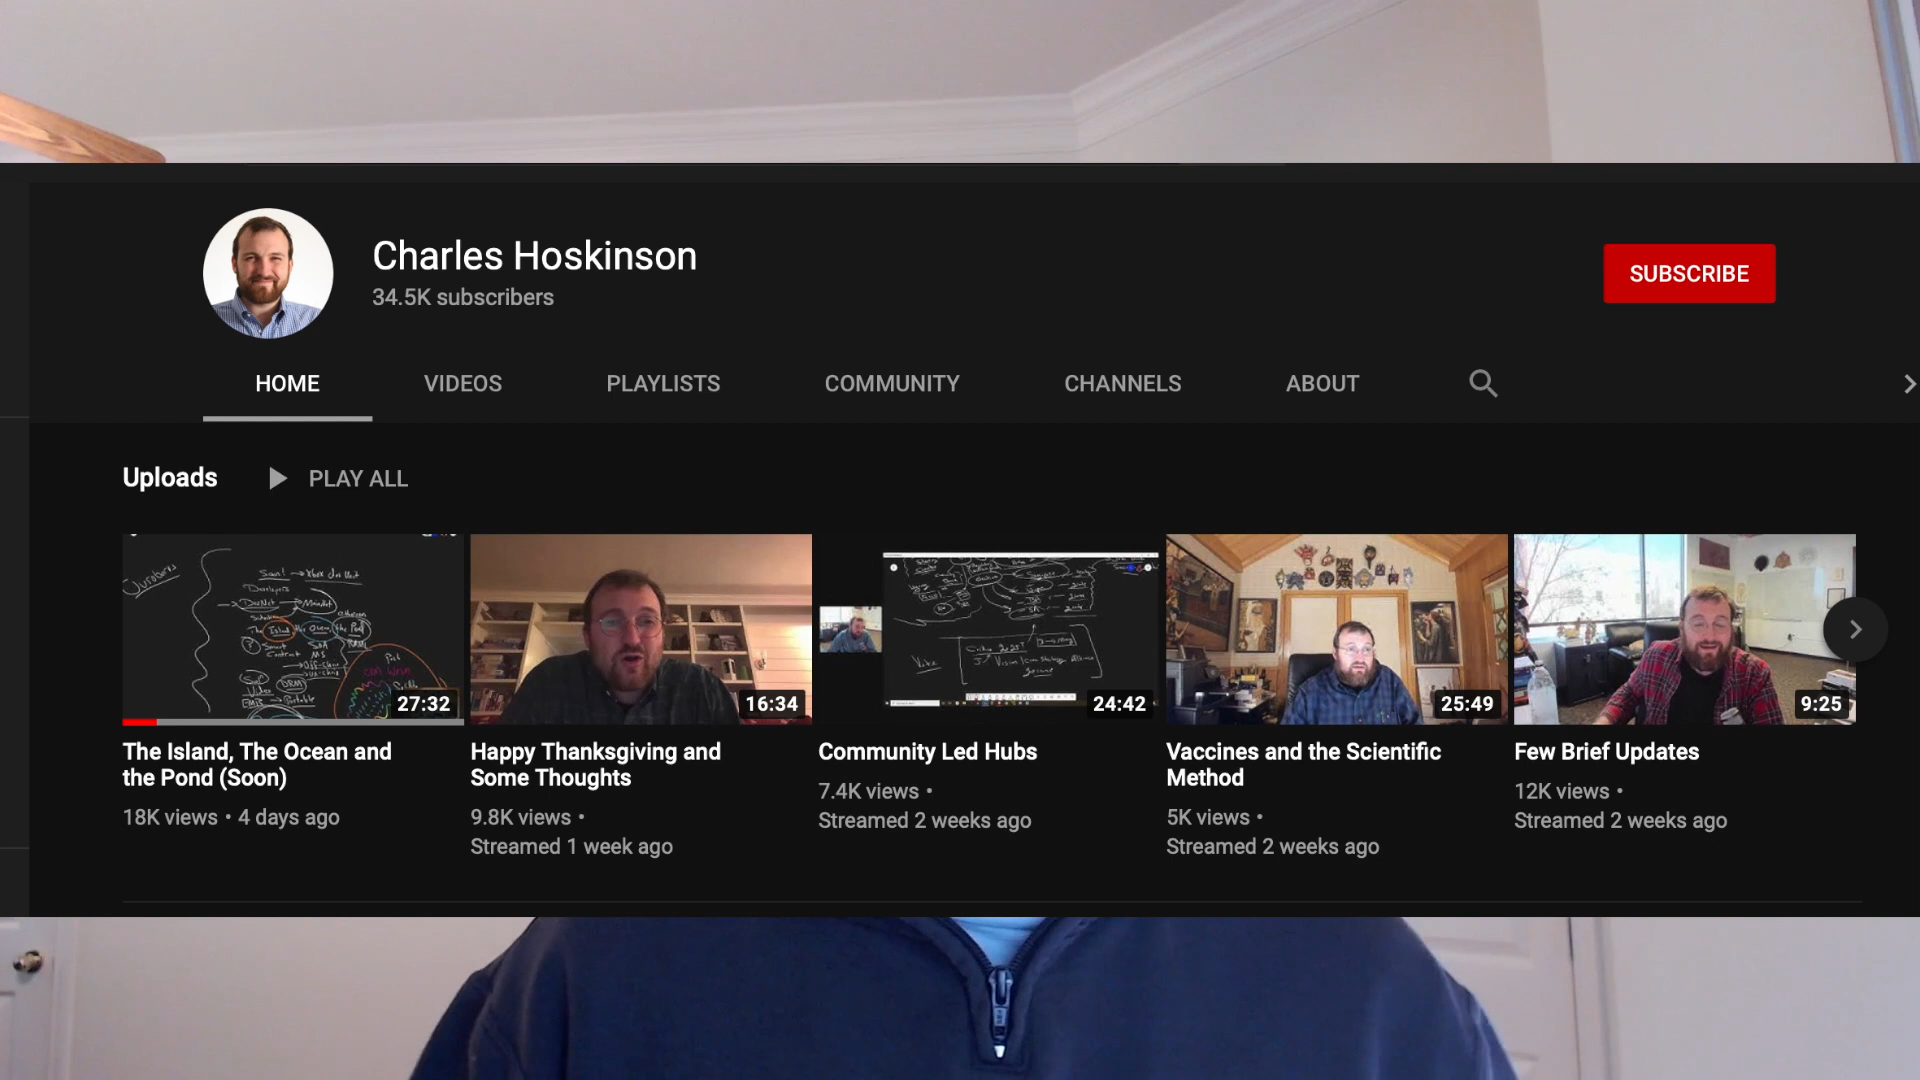 Charles Hoskinson
34.5K subscribers
SUBSCRIBE
HOME VIDEOS PLAYLISTS COMMUNITY CHANNELS ABOUT
Uploads PLAY ALL
27:32
16:34
24:42
25:49
9:25
The Island, The Ocean and
the Pond (Soon)
18K views • 4 days ago
Happy Thanksgiving and
Some Thoughts
9.8K views •
Streamed 1 week ago
Community Led Hubs
7.4K views •
Streamed 2 weeks ago
Vaccines and the Scientific
Method
5K views •
Streamed 2 weeks ago
Few Brief Updates
12K views •
Streamed 2 weeks ago